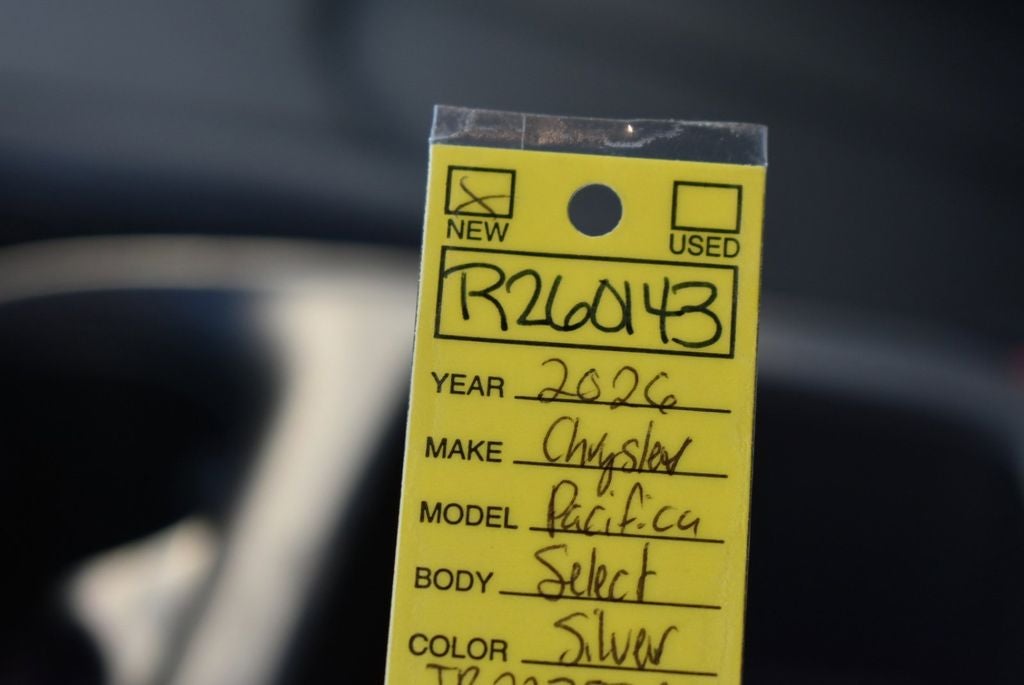 NEW USED
R260143
YEAR 2026
MAKE Chrysler
MODEL Pacifica
BODY Select
COLOR Silver